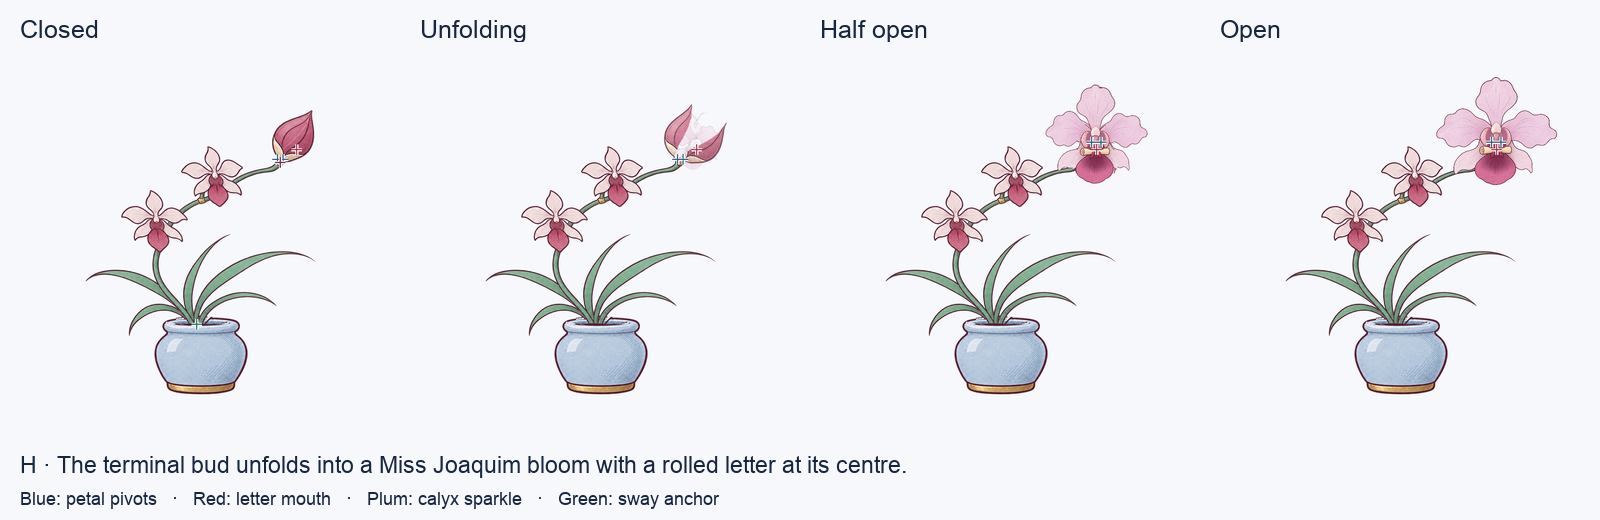 Closed
Unfolding
Half open
Open
H · The terminal bud unfolds into a Miss Joaquim bloom with a rolled letter at its centre.
Blue: petal pivots · Red: letter mouth · Plum: calyx sparkle · Green: sway anchor